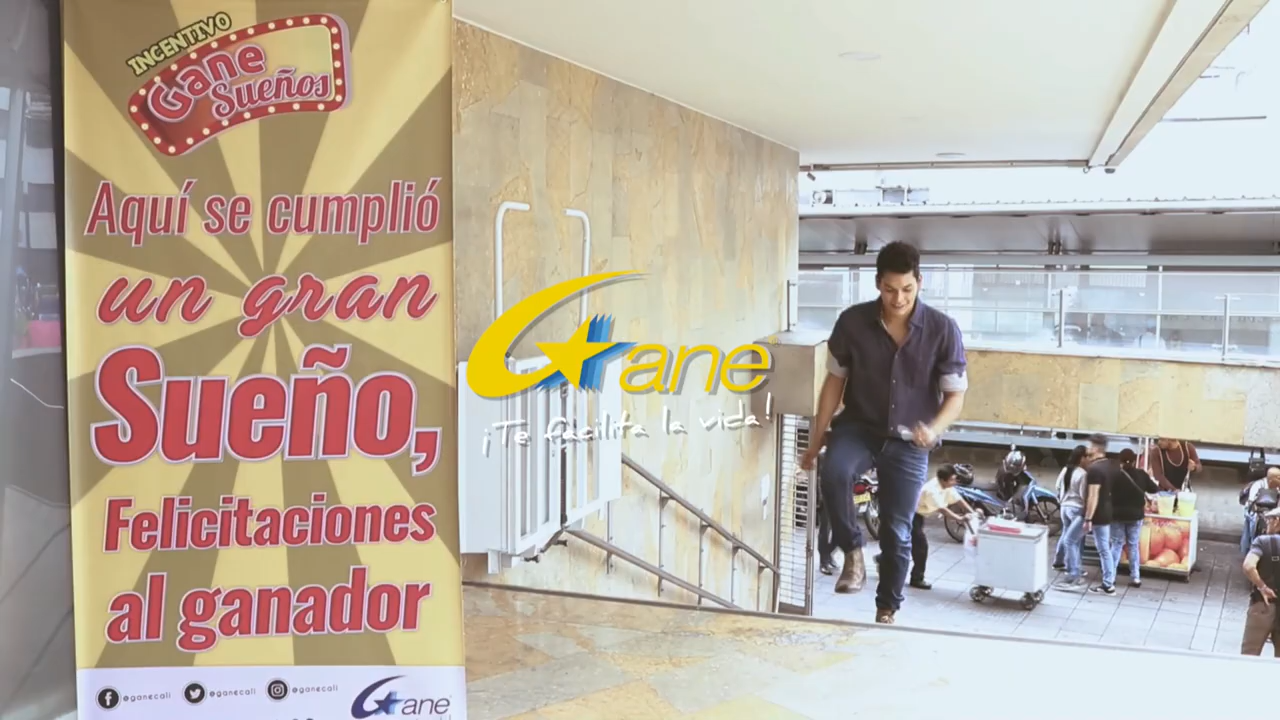 INCENTIVO
Gane
Sueños
Aquí se cumplió
un gran
Sueño,
Felicitaciones
al ganador
@ganecali
@ganecali
@ganecali
Gane
Gane
¡Te facilita la vida!